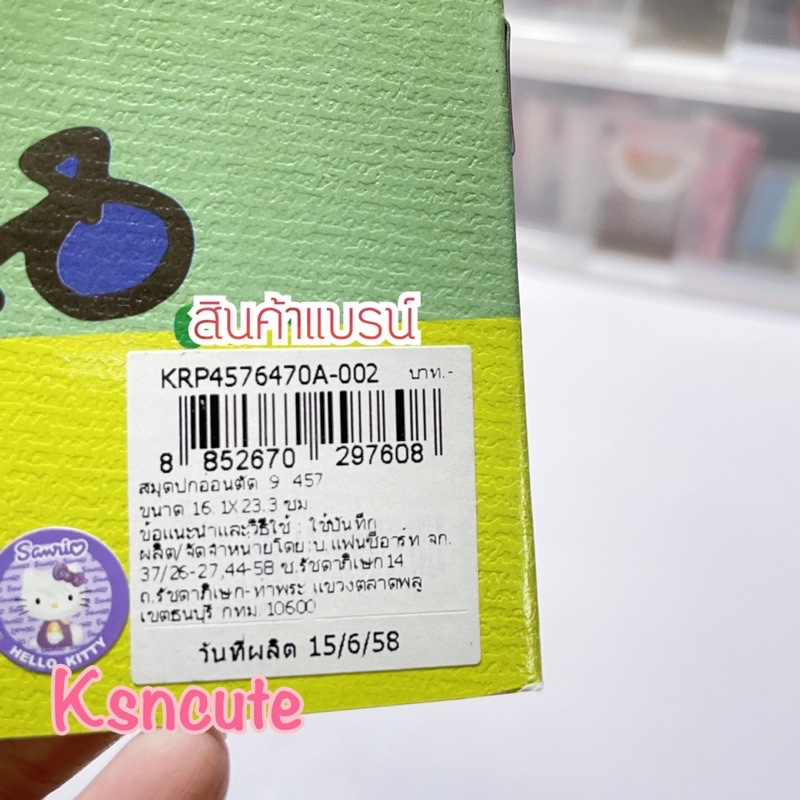 สินค้าแบรน์
KRP4576470A-002 บาท.-
8 852670 297608
สมุดปกอ่อนตัด 9 457
ขนาด 16.1X23.3 ซม.
ข้อแนะนำและวิธีใช้ : ใช้บันทึก
ผลิต/จัดจำหน่ายโดย:บ.แฟนซีอาร์ท จก.
37/26-27,44-58 ซ.รัชดาภิเษก14
ถ.รัชดาภิเษก-ท่าพระ แขวงตลาดพลู
เขตธนบุรี กทม. 10600
วันที่ผลิต 15/6/58
Sanrio
HELLO KITTY
Ksncute